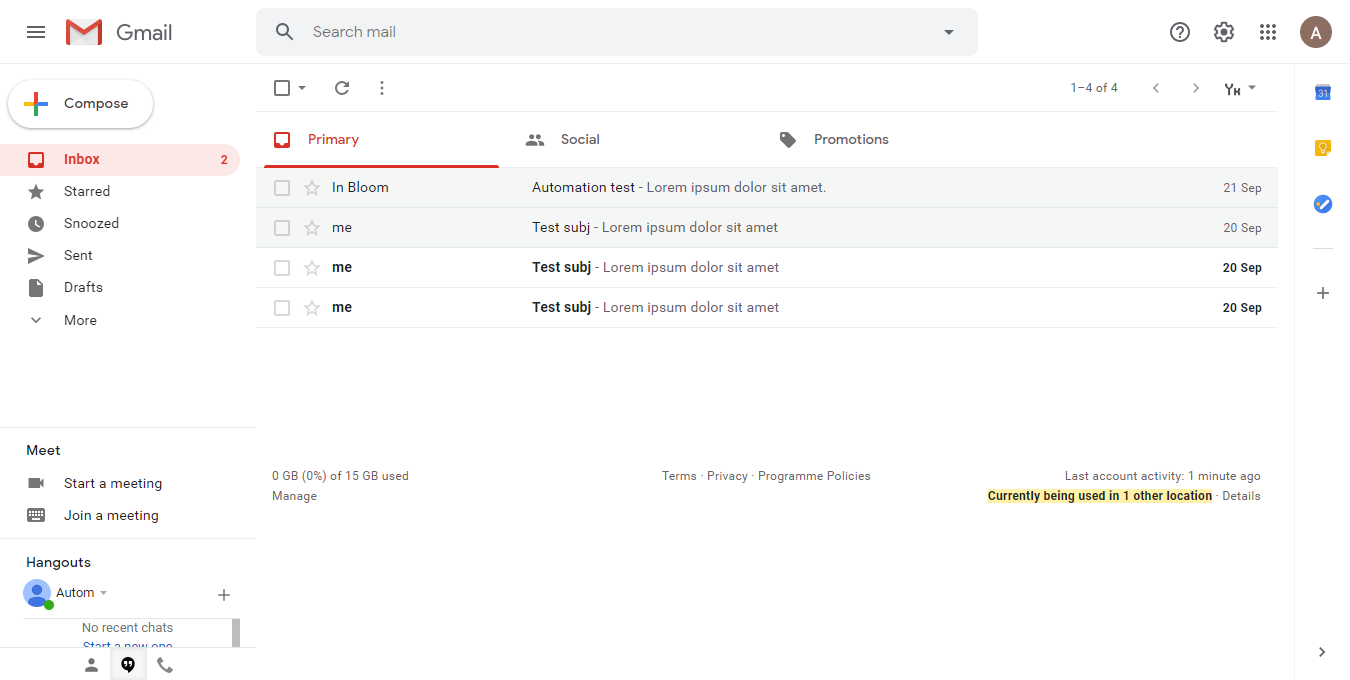 Gmail
Search mail
A
Compose
1–4 of 4
31
Primary
Social
Promotions
Inbox 2
Starred
Snoozed
Sent
Drafts
More
In Bloom Automation test - Lorem ipsum dolor sit amet. 21 Sep
me Test subj - Lorem ipsum dolor sit amet 20 Sep
me Test subj - Lorem ipsum dolor sit amet 20 Sep
me Test subj - Lorem ipsum dolor sit amet 20 Sep
Meet
Start a meeting
Join a meeting
Hangouts
Autom
No recent chats
Start a new one
0 GB (0%) of 15 GB used
Manage
Terms · Privacy · Programme Policies
Last account activity: 1 minute ago
Currently being used in 1 other location · Details